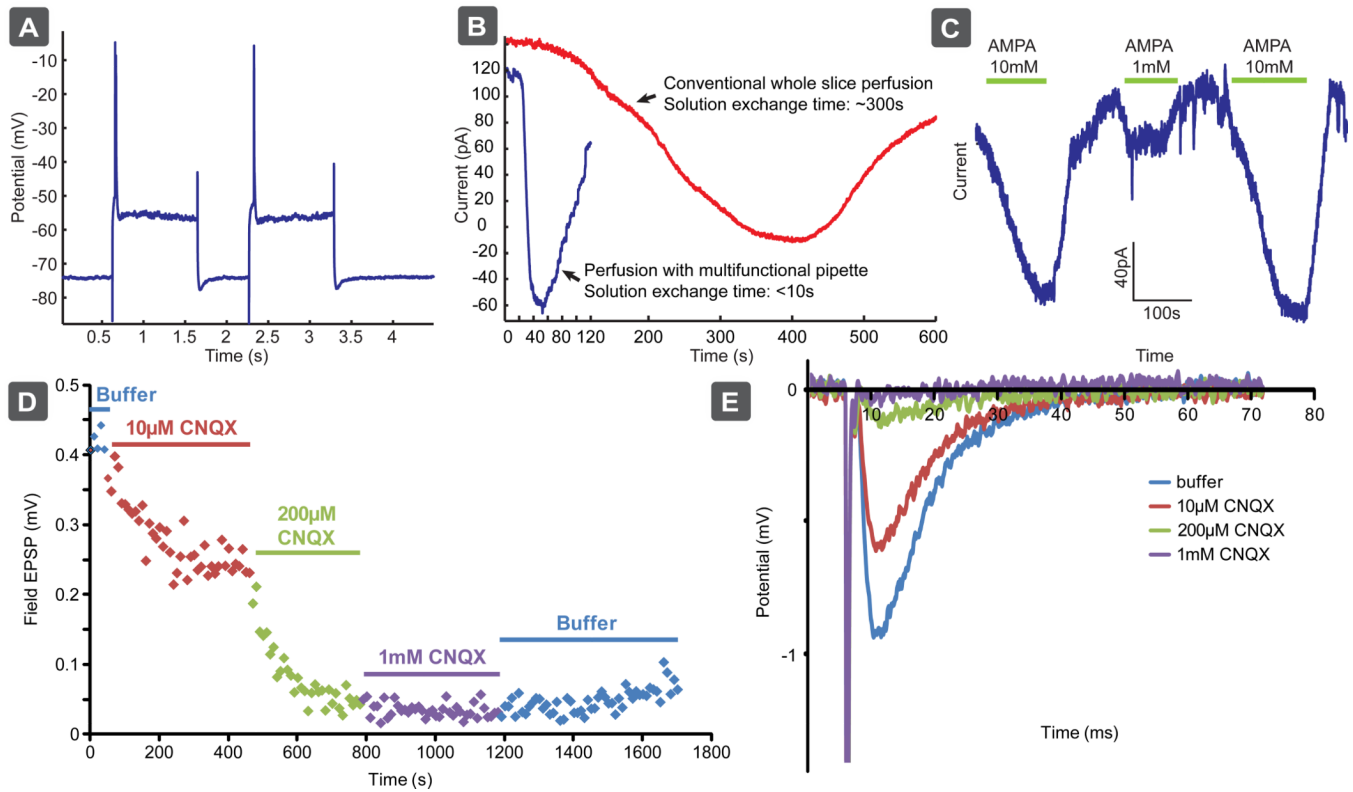 A
-10
-20
-30
-40
-50
-60
-70
-80
Potential (mV)
0.5
1
1.5
2
2.5
3
3.5
4
Time (s)
B
120
100
80
60
40
20
0
-20
-40
-60
Current (pA)
Conventional whole slice perfusion
Solution exchange time: ~300s
Perfusion with multifunctional pipette
Solution exchange time: <10s
0
40
80
120
200
300
400
500
600
Time (s)
C
AMPA
10mM
AMPA
1mM
AMPA
10mM
Current
40pA
100s
Time
D
0.5
0.4
0.3
0.2
0.1
0
Field EPSP (mV)
Buffer
10µM CNQX
200µM
CNQX
1mM CNQX
Buffer
0
200
400
600
800
1000
1200
1400
1600
1800
Time (s)
E
0
-1
Potential (mV)
10
20
30
40
50
60
70
80
buffer
10µM CNQX
200µM CNQX
1mM CNQX
Time (ms)